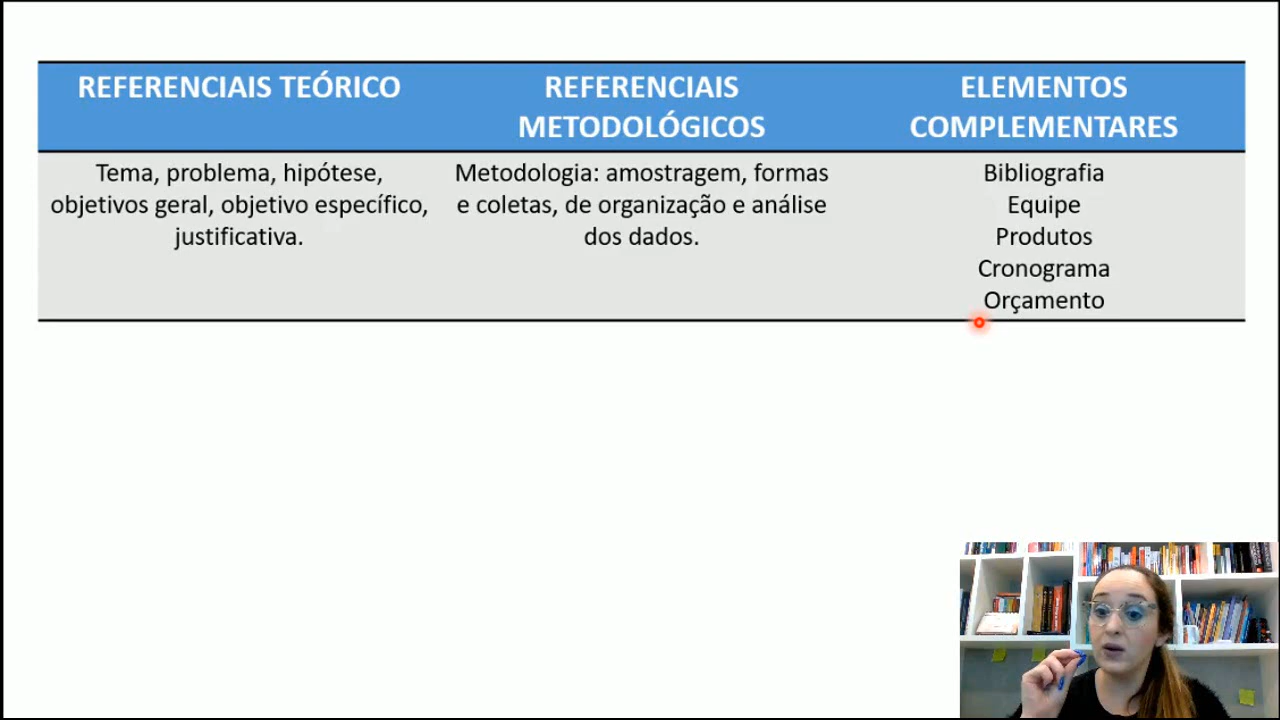 REFERENCIAIS TEÓRICO
REFERENCIAIS
METODOLÓGICOS
ELEMENTOS
COMPLEMENTARES
Tema, problema, hipótese,
objetivos geral, objetivo específico,
justificativa.
Metodologia: amostragem, formas
e coletas, de organização e análise
dos dados.
Bibliografia
Equipe
Produtos
Cronograma
Orçamento